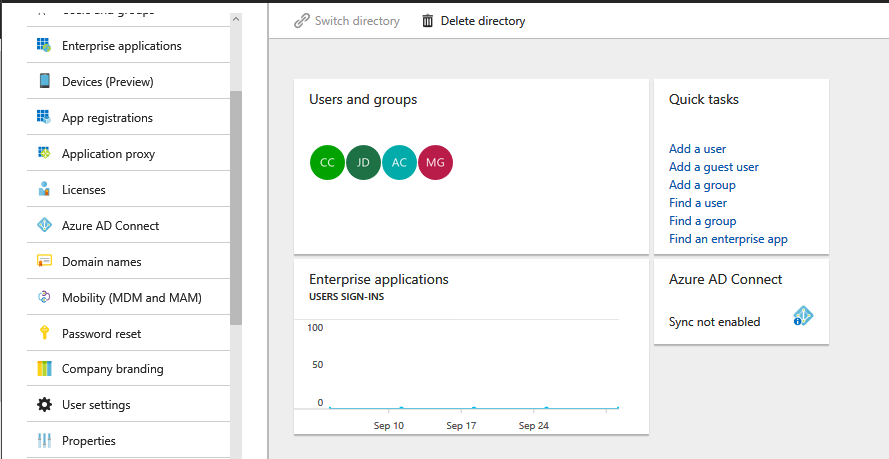 Users and groups
Enterprise applications
Devices (Preview)
App registrations
Application proxy
Licenses
Azure AD Connect
Domain names
Mobility (MDM and MAM)
Password reset
Company branding
User settings
Properties
Switch directory
Delete directory
Users and groups
CC
JD
AC
MG
Quick tasks
Add a user
Add a guest user
Add a group
Find a user
Find a group
Find an enterprise app
Enterprise applications
USERS SIGN-INS
100
50
0
Sep 10
Sep 17
Sep 24
Azure AD Connect
Sync not enabled